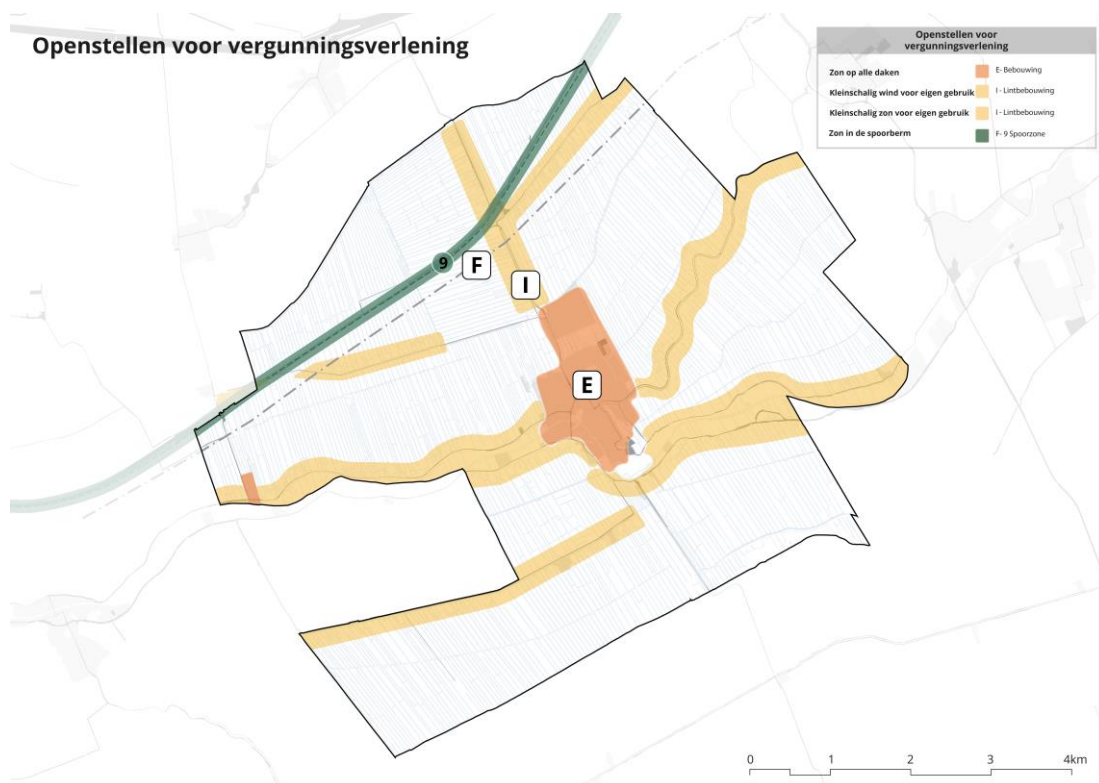 Openstellen voor vergunningsverlening
Openstellen voor
vergunningsverlening
Zon op alle daken
E- Bebouwing
Kleinschalig wind voor eigen gebruik
I - Lintbebouwing
Kleinschalig zon voor eigen gebruik
I - Lintbebouwing
Zon in de spoorberm
F- 9 Spoorzone
9
F
I
E
0 1 2 3 4km